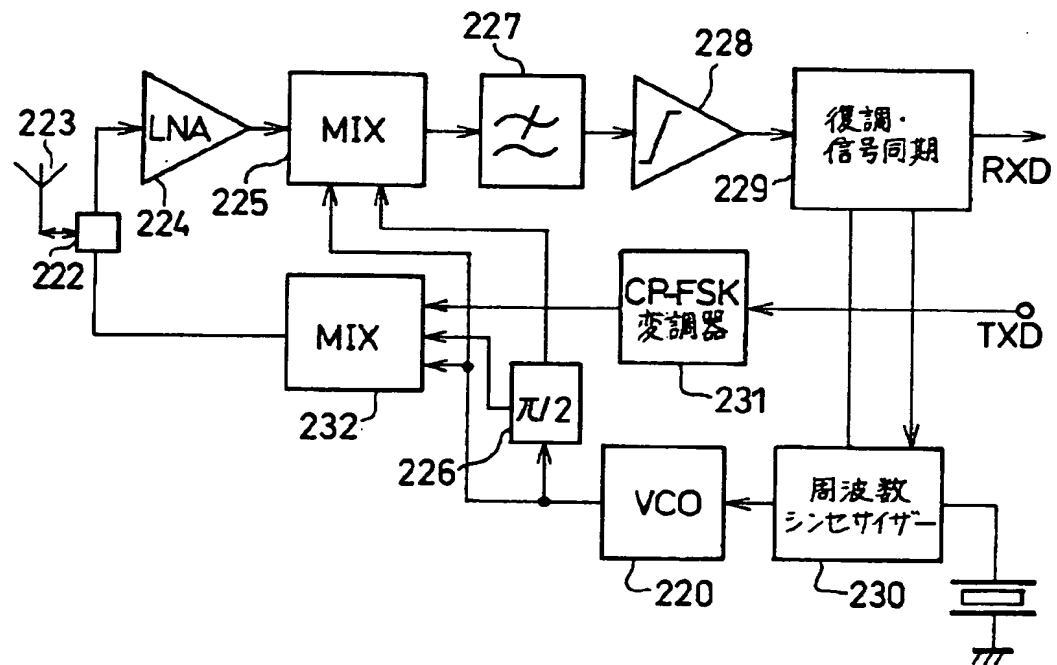 227
228
223
LNA
MIX
復調・
信号同期
RXD
224
225
229
222
MIX
CP-FSK
変調器
TXD
232
π/2
231
226
VCO
周波数
シンセサイザー
220
230